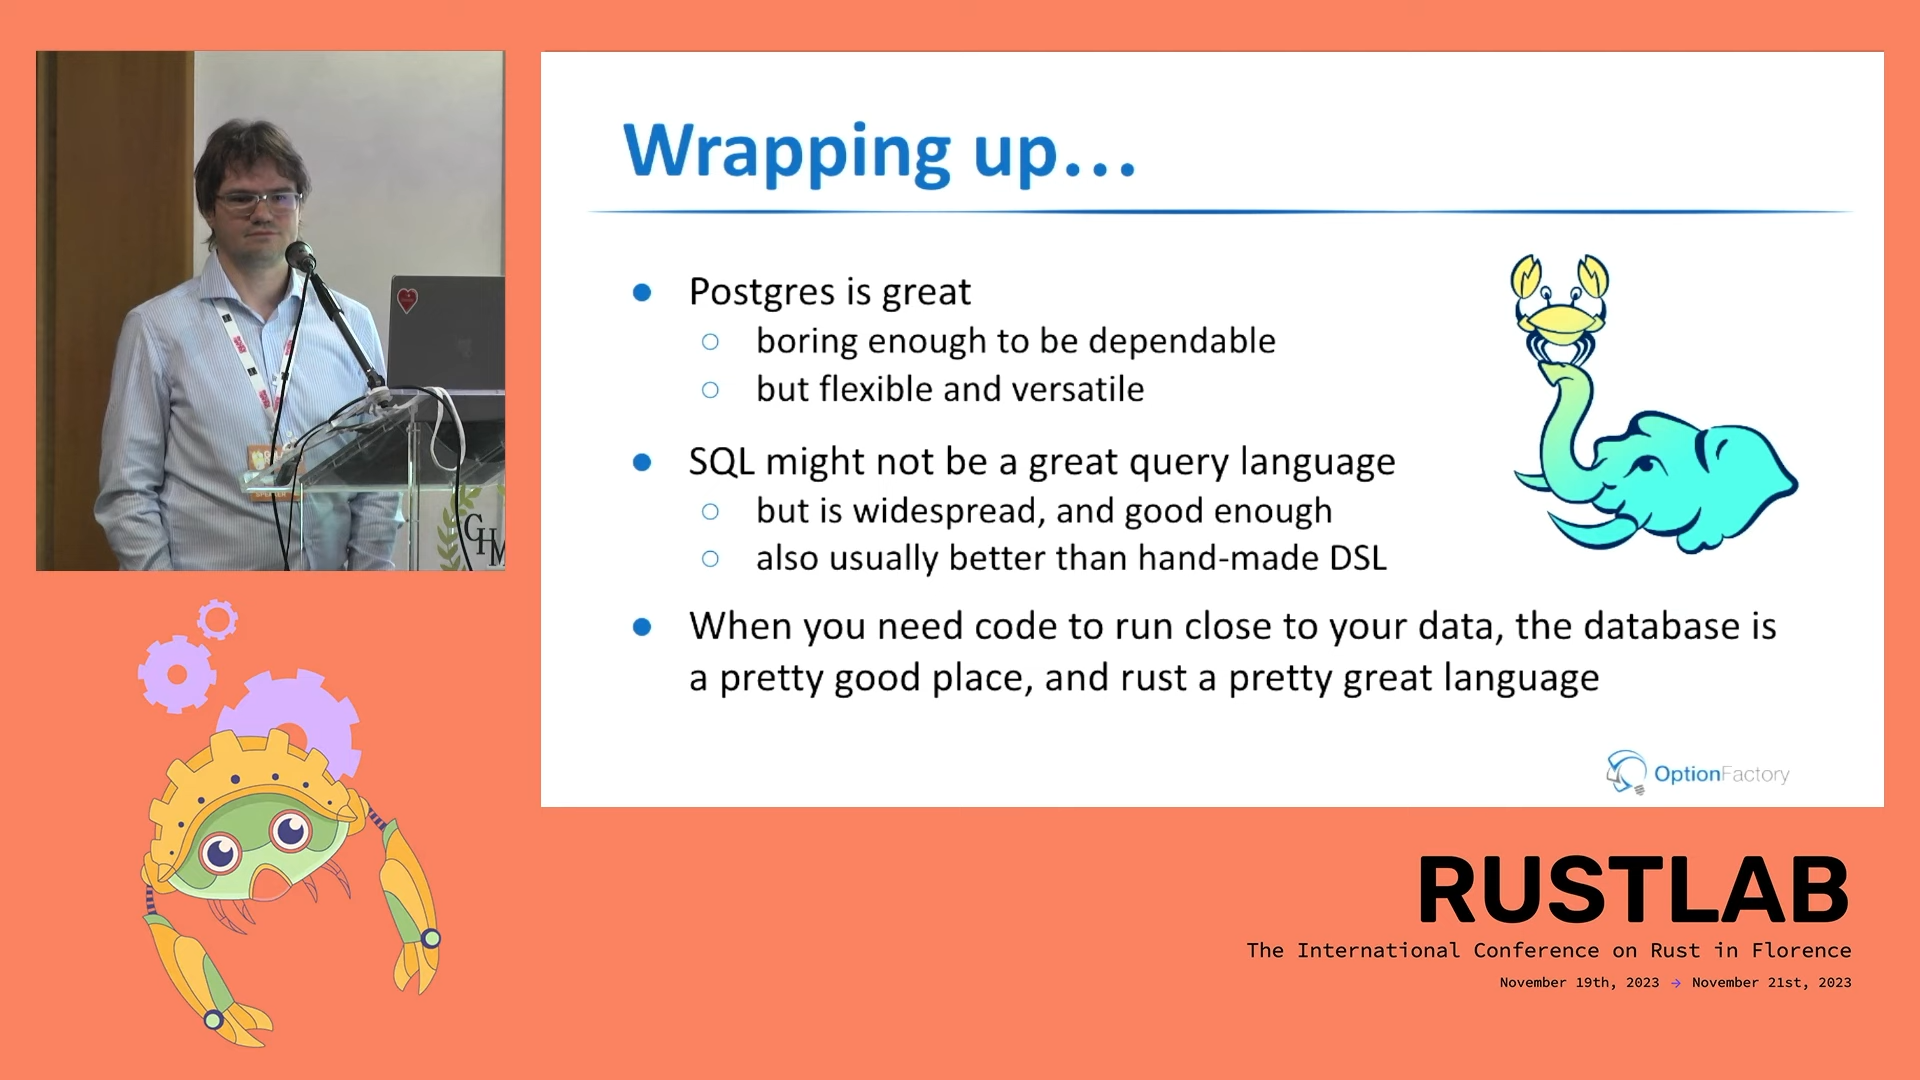 Wrapping up...
Postgres is great
boring enough to be dependable
but flexible and versatile
SQL might not be a great query language
but is widespread, and good enough
also usually better than hand-made DSL
When you need code to run close to your data, the database is
a pretty good place, and rust a pretty great language
OptionFactory
SPEAKER
GHM
RUSTLAB
The International Conference on Rust in Florence
November 19th, 2023 → November 21st, 2023